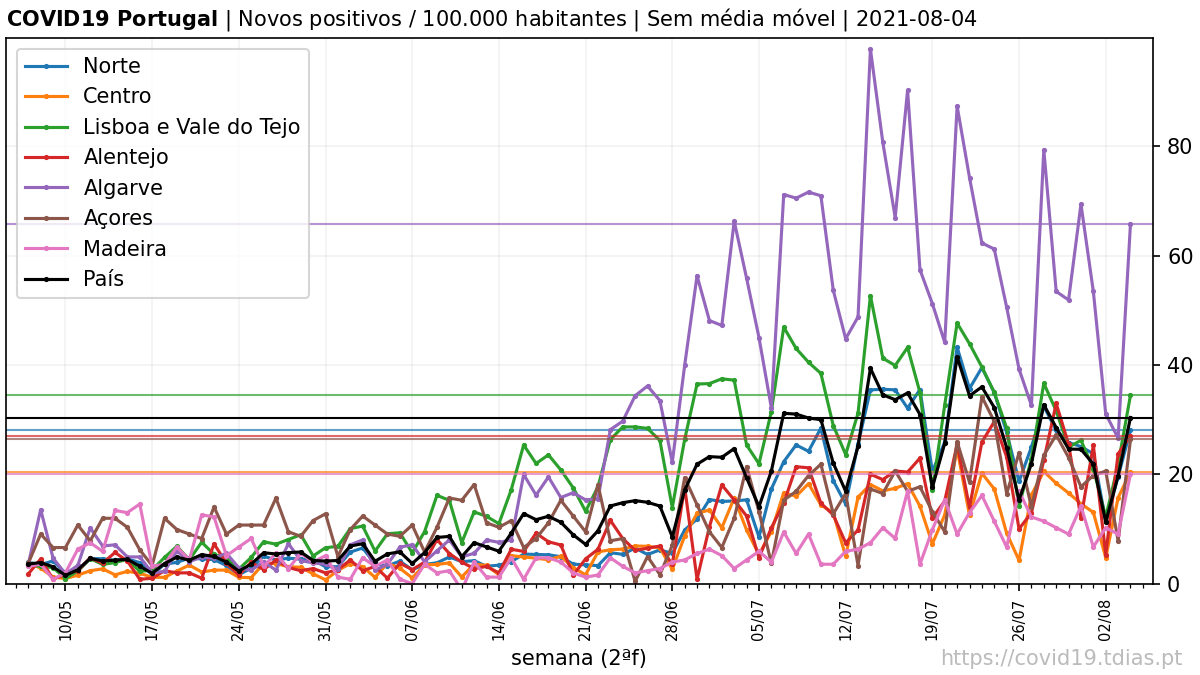 COVID19 Portugal | Novos positivos / 100.000 habitantes | Sem média móvel | 2021-08-04
Norte
Centro
Lisboa e Vale do Tejo
Alentejo
Algarve
Açores
Madeira
País
80
60
40
20
0
10/05
17/05
24/05
31/05
07/06
14/06
21/06
28/06
05/07
12/07
19/07
26/07
02/08
semana (2ªf)
https://covid19.tdias.pt